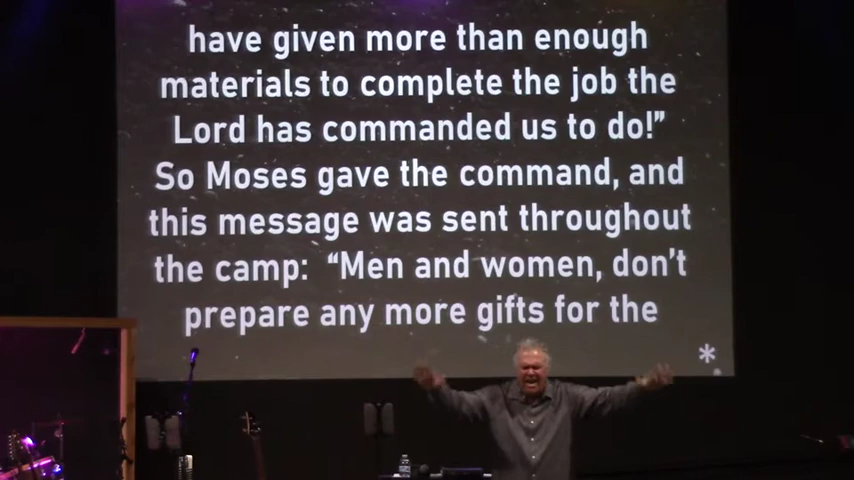 have given more than enough
materials to complete the job the
Lord has commanded us to do!”
So Moses gave the command, and
this message was sent throughout
the camp: “Men and women, don’t
prepare any more gifts for the
*